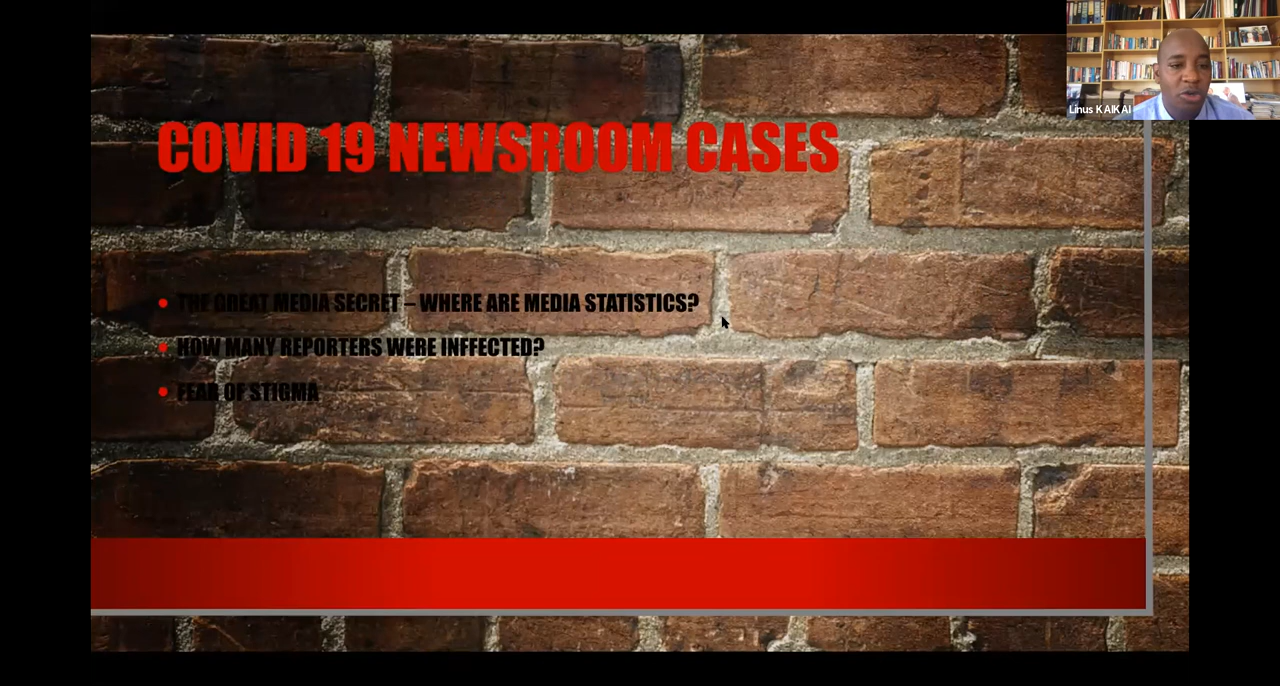 Linus KAIKAI
COVID 19 NEWSROOM CASES
THE GREAT MEDIA SECRET – WHERE ARE MEDIA STATISTICS?
HOW MANY REPORTERS WERE INFFECTED?
FEAR OF STIGMA